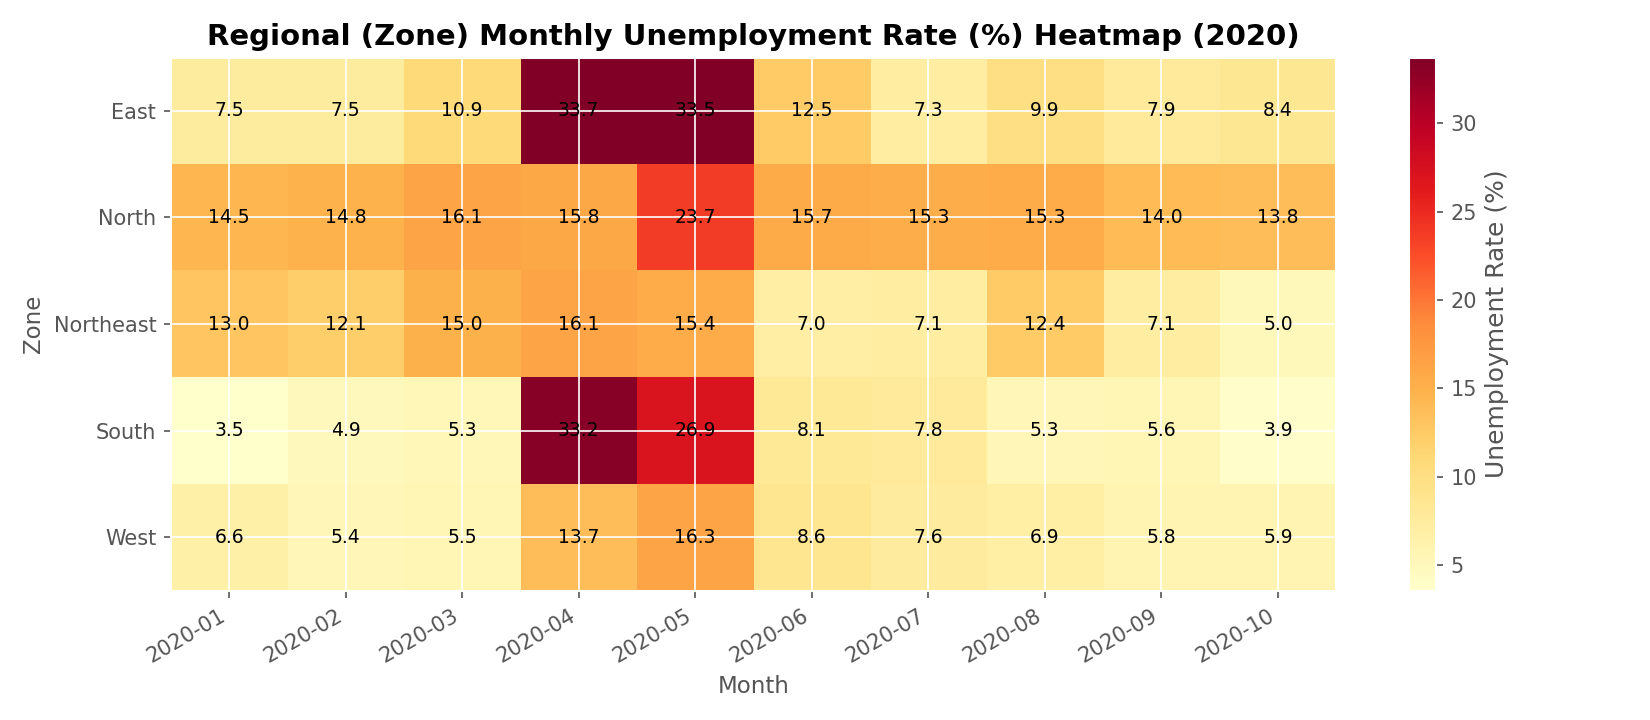 Regional (Zone) Monthly Unemployment Rate (%) Heatmap (2020)
East 7.5 7.5 10.9 33.7 33.5 12.5 7.3 9.9 7.9 8.4
North 14.5 14.8 16.1 15.8 23.7 15.7 15.3 15.3 14.0 13.8
Northeast 13.0 12.1 15.0 16.1 15.4 7.0 7.1 12.4 7.1 5.0
South 3.5 4.9 5.3 33.2 26.9 8.1 7.8 5.3 5.6 3.9
West 6.6 5.4 5.5 13.7 16.3 8.6 7.6 6.9 5.8 5.9
Zone
2020-01 2020-02 2020-03 2020-04 2020-05 2020-06 2020-07 2020-08 2020-09 2020-10
Month
30
25
20
15
10
5
Unemployment Rate (%)